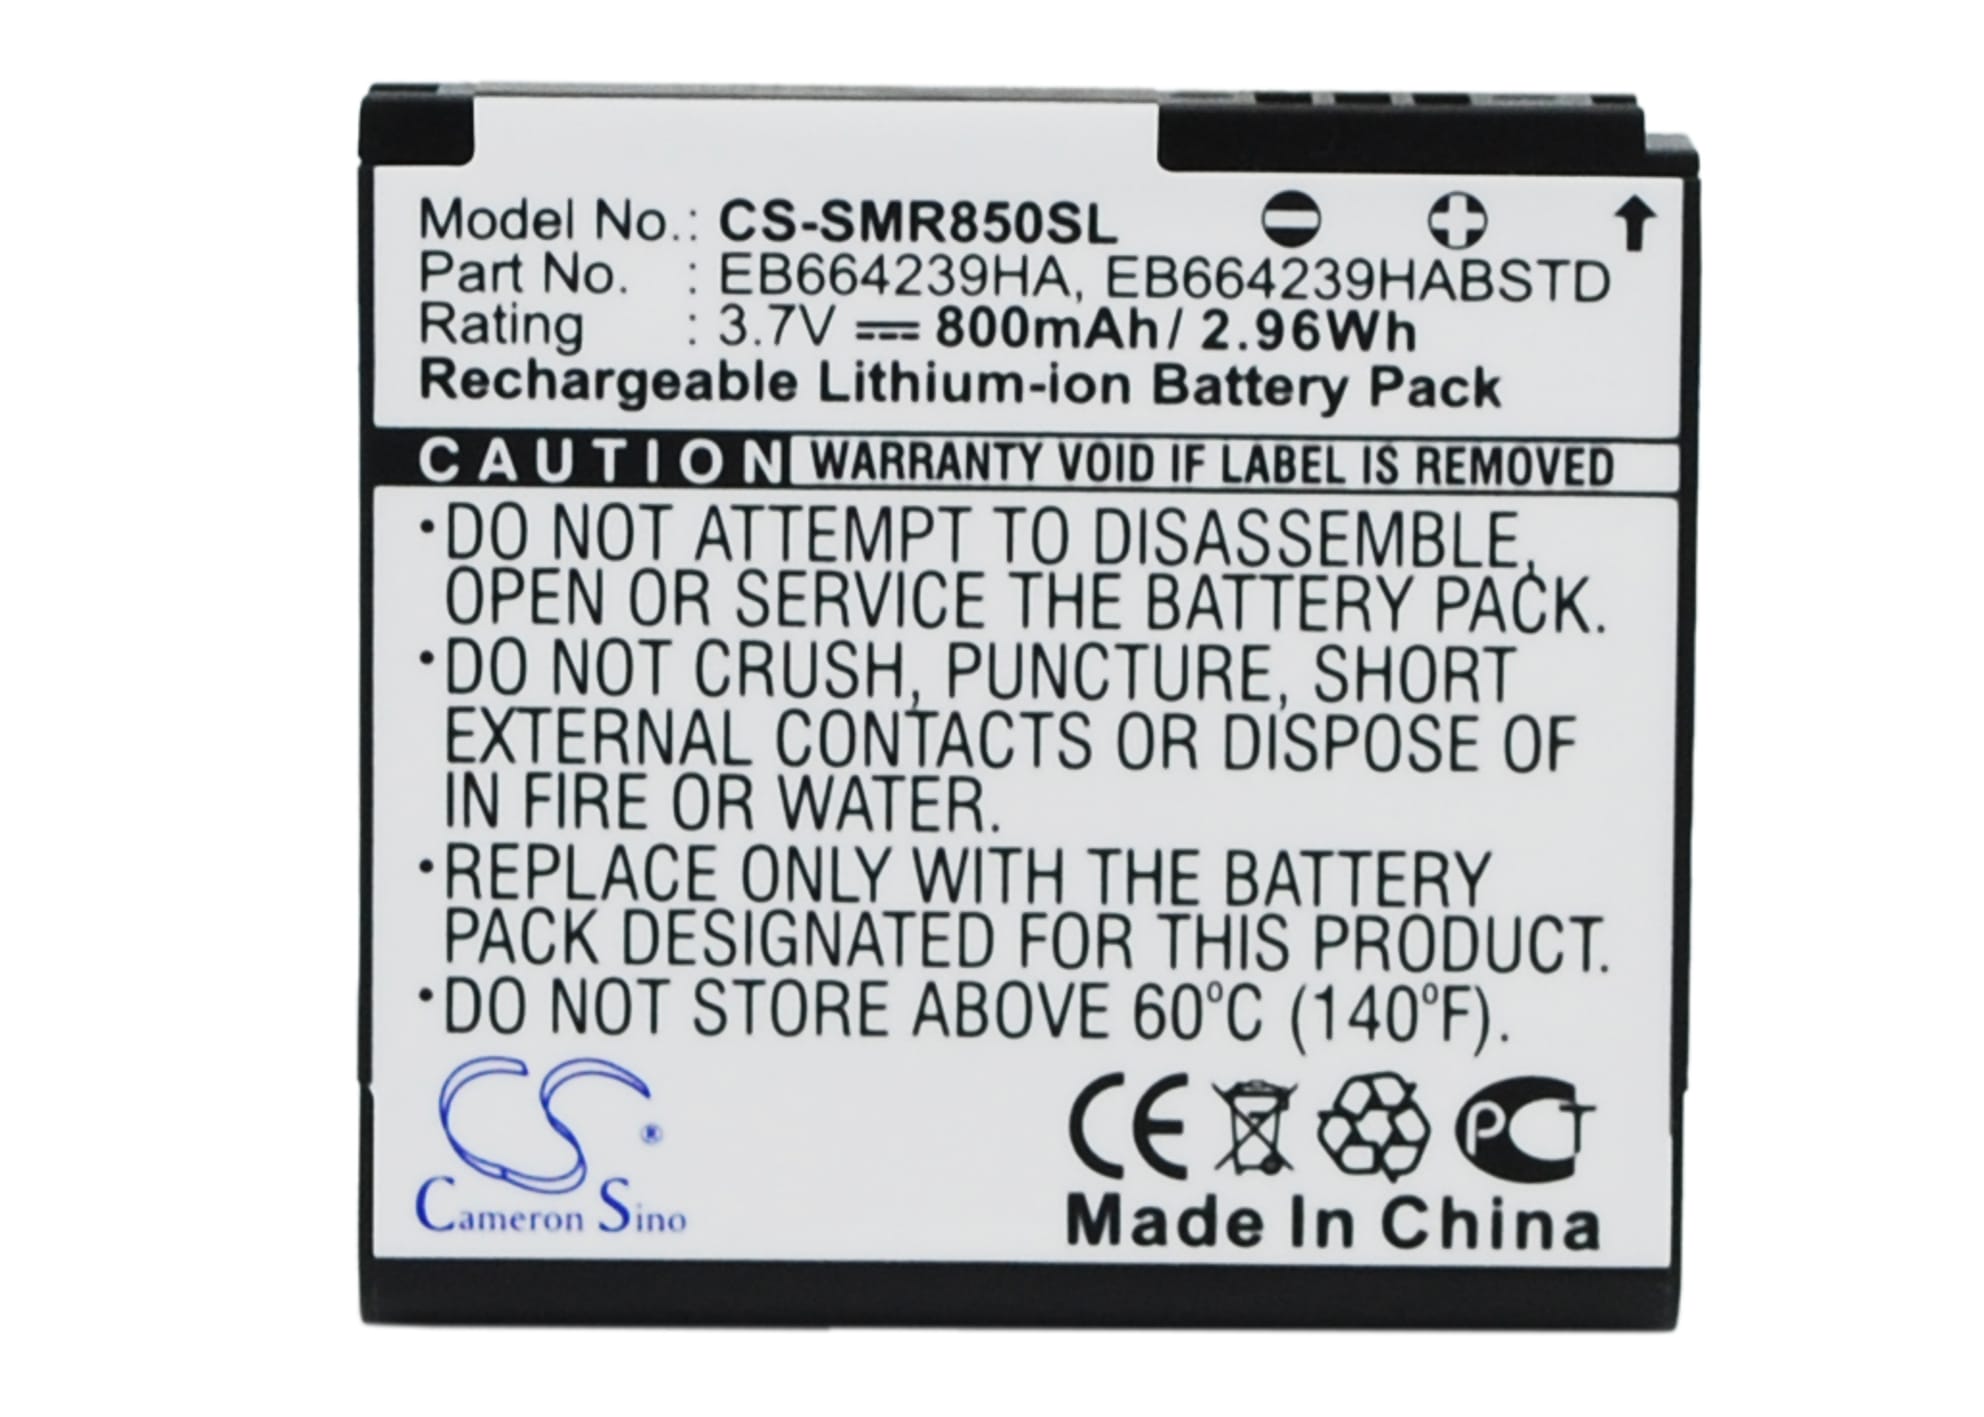 Model No.: CS-SMR850SL
Part No. : EB664239HA, EB664239HABSTD
Rating : 3.7V 800mAh/ 2.96Wh
Rechargeable Lithium-ion Battery Pack
CAUTION WARRANTY VOID IF LABEL IS REMOVED
•DO NOT ATTEMPT TO DISASSEMBLE,
OPEN OR SERVICE THE BATTERY PACK.
•DO NOT CRUSH, PUNCTURE, SHORT
EXTERNAL CONTACTS OR DISPOSE OF
IN FIRE OR WATER.
•REPLACE ONLY WITH THE BATTERY
PACK DESIGNATED FOR THIS PRODUCT.
•DO NOT STORE ABOVE 60°C (140°F).
CS®
Cameron Sino
CE PCT
Made In China